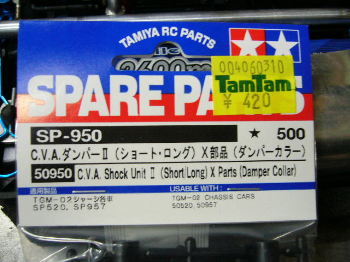 TAMIYA RC PARTS
004060310
TamTam
¥ 420
SPARE PA
SP-950
★ 500
C.V.A.ダンパーⅡ（ショート・ロング）X部品（ダンパーカラー）
50950 C.V.A. Shock Unit Ⅱ (Short/Long) X Parts (Damper Collar)
適用製品
USABLE WITH:
TGM-02シャーシ各車
TGM-02 CHASSIS CARS
SP520, SP957
50520, 50957